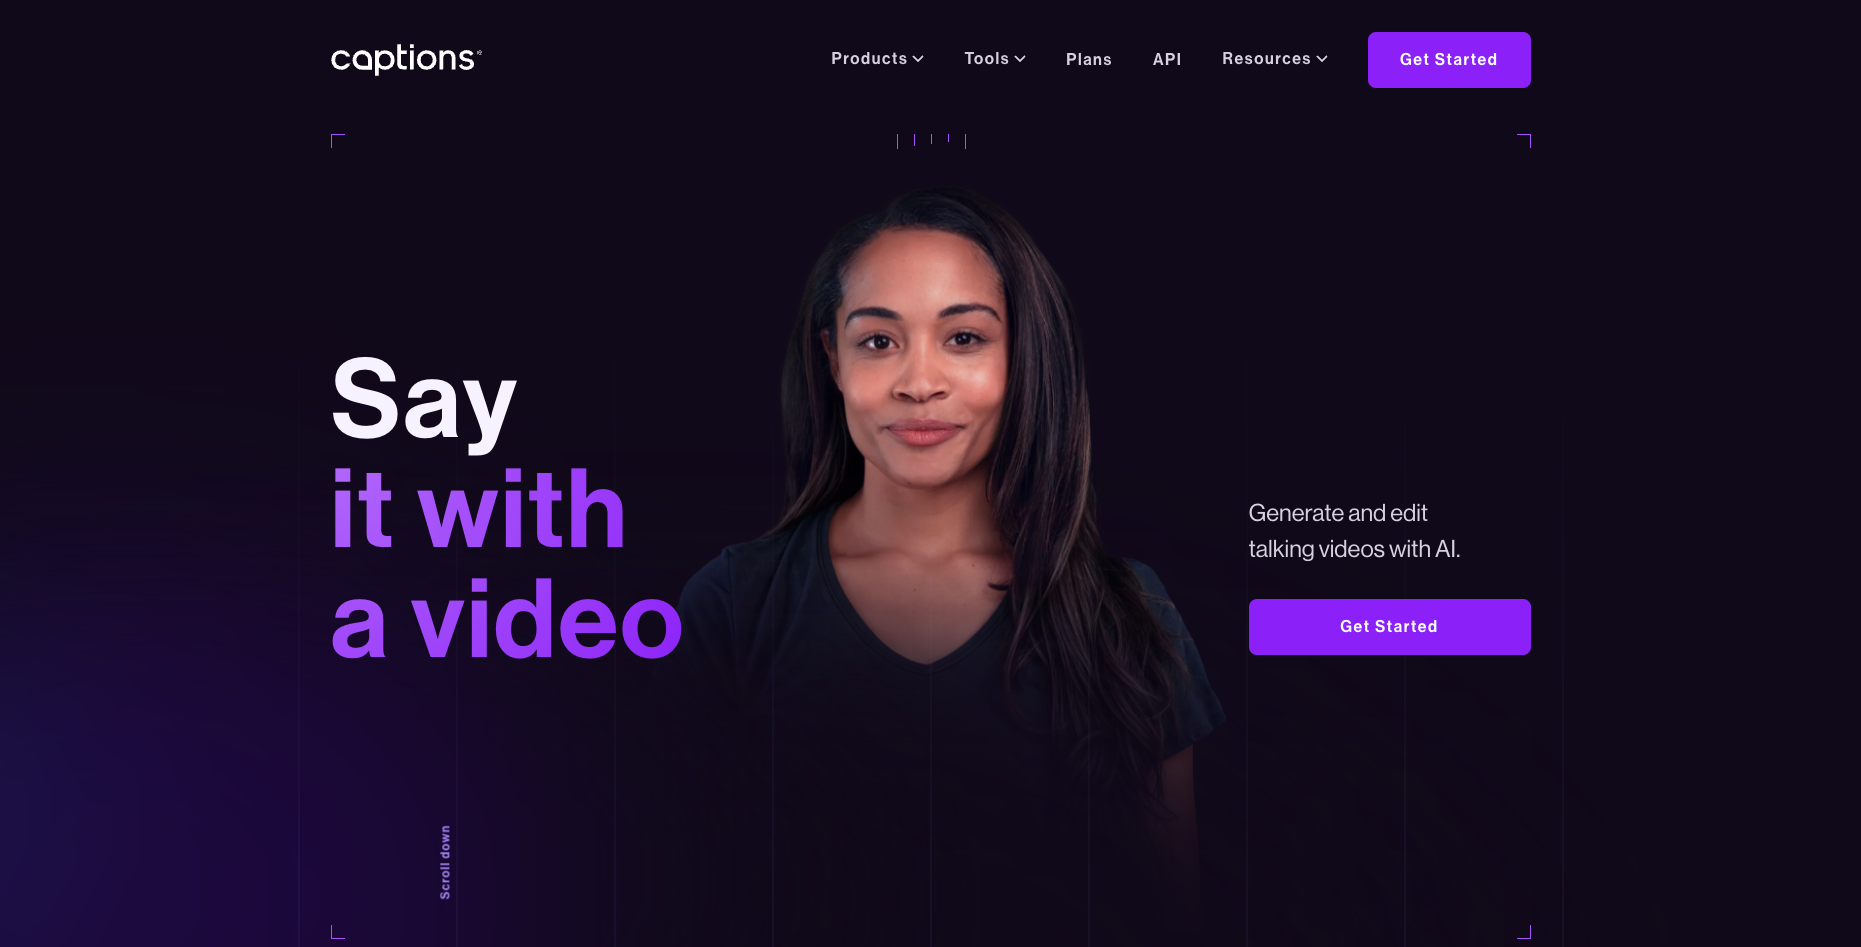 captions
Products
Tools
Plans
API
Resources
Get Started
Say
it with
a video
Generate and edit
talking videos with AI.
Get Started
Scroll down